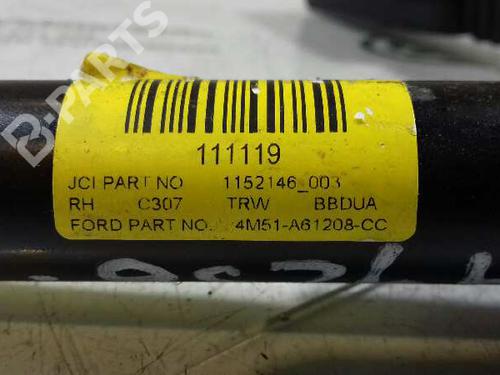 B-PARTS
111119
JCI PART NO 1152146_003
RH C307 TRW BBDUA
FORD PART NO. 4M51-A61208-CC